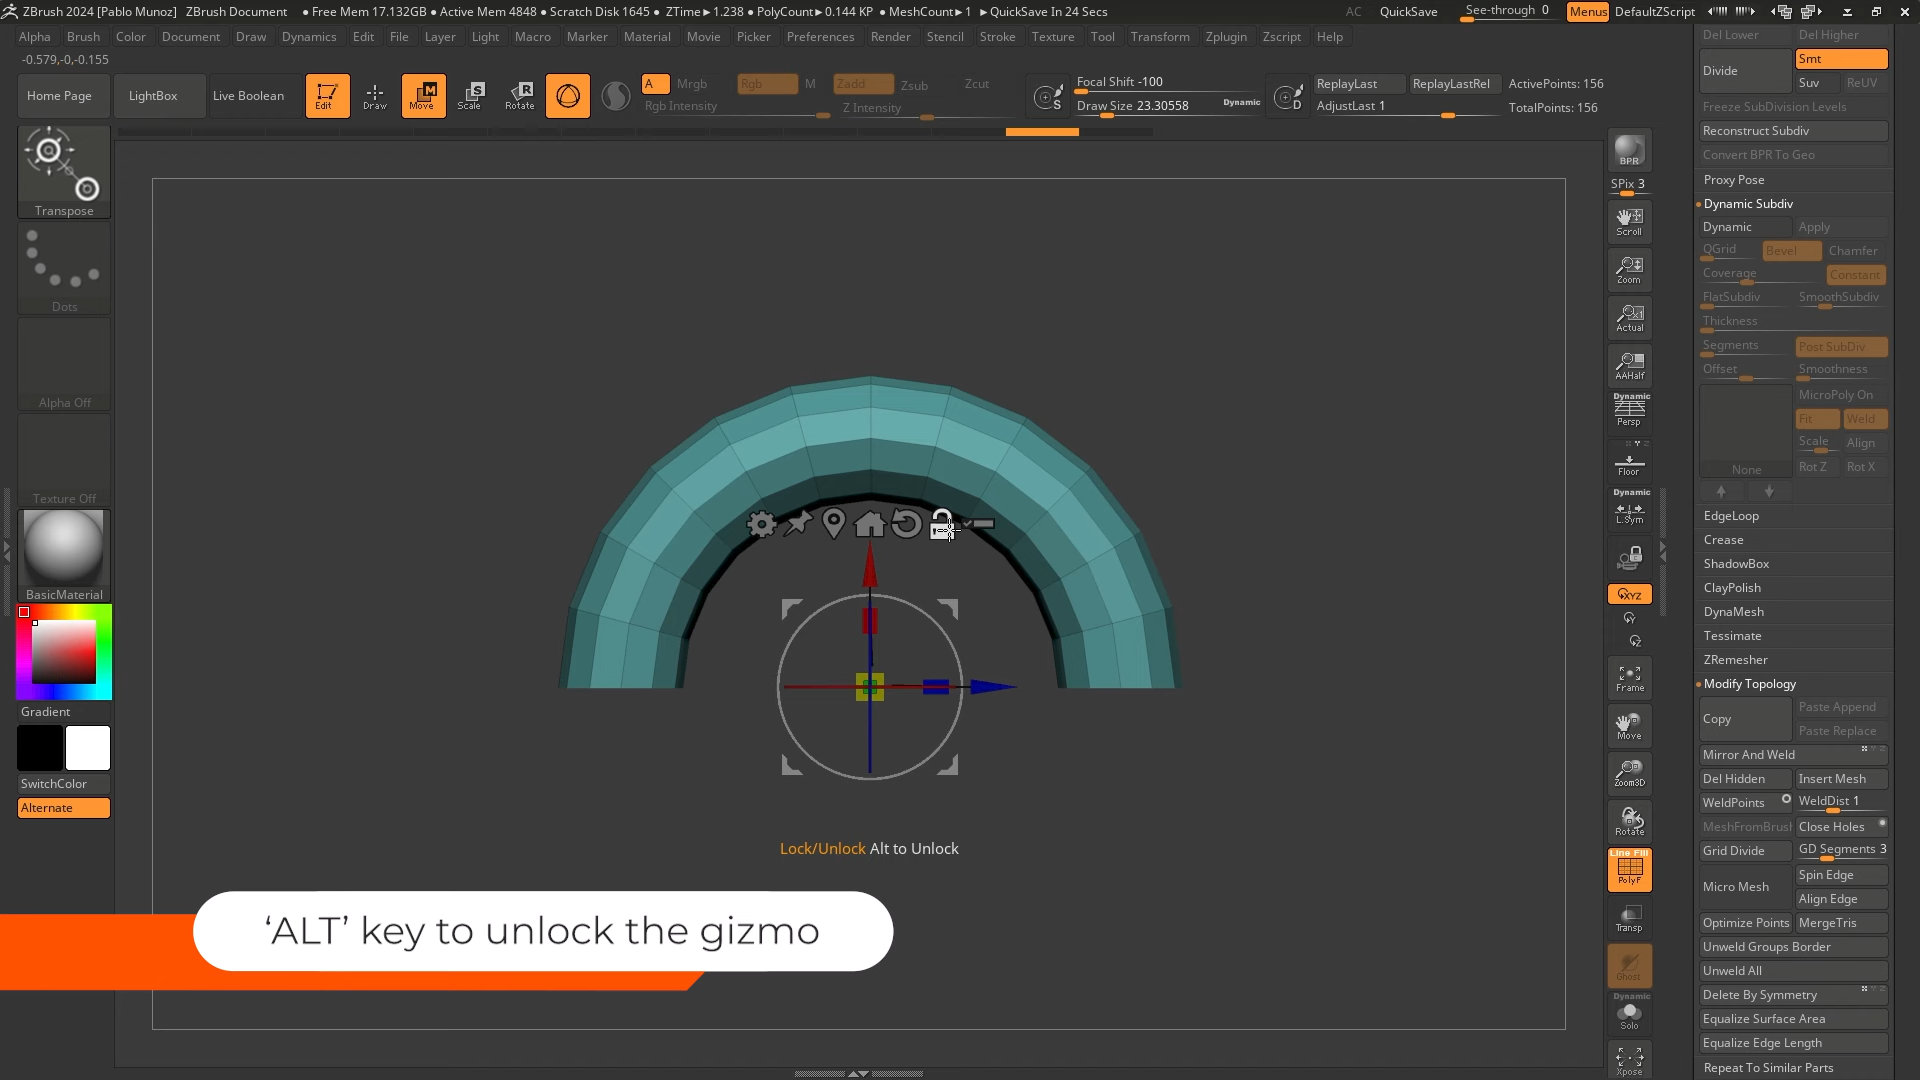 ZBrush 2024 [Pablo Munoz] ZBrush Document • Free Mem 17.132GB • Active Mem 4848 • Scratch Disk 1645 • ZTime►1.238 • PolyCount►0.144 KP • MeshCount►1 ►QuickSave In 24 Secs AC QuickSave See-through 0 Menus DefaultZScript
Alpha Brush Color Document Draw Dynamics Edit File Layer Light Macro Marker Material Movie Picker Preferences Render Stencil Stroke Texture Tool Transform Zplugin Zscript Help
-0.579,-0,-0.155
Home Page LightBox Live Boolean Edit Draw Move Scale Rotate
A Mrgb Rgb M Zadd Zsub Zcut
Rgb Intensity Z Intensity
Focal Shift -100
Draw Size 23.30558 Dynamic
S D
ReplayLast ReplayLastRel ActivePoints: 156
AdjustLast 1 TotalPoints: 156
Transpose
Dots
Alpha Off
Texture Off
BasicMaterial
Gradient
SwitchColor
Alternate
Lock/Unlock Alt to Unlock
‘ALT’ key to unlock the gizmo
BPR
SPix 3
Scroll
Zoom
Actual
AAHalf
Dynamic
Persp
Floor
Dynamic
L.Sym
XYZ
Y
Z
Frame
Move
Zoom3D
Rotate
Line Fill
PolyF
Transp
Ghost
Dynamic
Solo
Xpose
Del Lower Del Higher
Divide Smt
Suv ReUV
Freeze SubDivision Levels
Reconstruct Subdiv
Convert BPR To Geo
Proxy Pose
Dynamic Subdiv
Dynamic Apply
QGrid Bevel Chamfer
Coverage Constant
FlatSubdiv SmoothSubdiv
Thickness
Segments Post SubDiv
Offset Smoothness
MicroPoly On
Fit Weld
Scale Align
None Rot Z Rot X
EdgeLoop
Crease
ShadowBox
ClayPolish
DynaMesh
Tessimate
ZRemesher
Modify Topology
Copy Paste Append
Paste Replace
Mirror And Weld
Del Hidden Insert Mesh
WeldPoints WeldDist 1
MeshFromBrush Close Holes
Grid Divide GD Segments 3
Micro Mesh Spin Edge
Align Edge
Optimize Points MergeTris
Unweld Groups Border
Unweld All
Delete By Symmetry
Equalize Surface Area
Equalize Edge Length
Repeat To Similar Parts